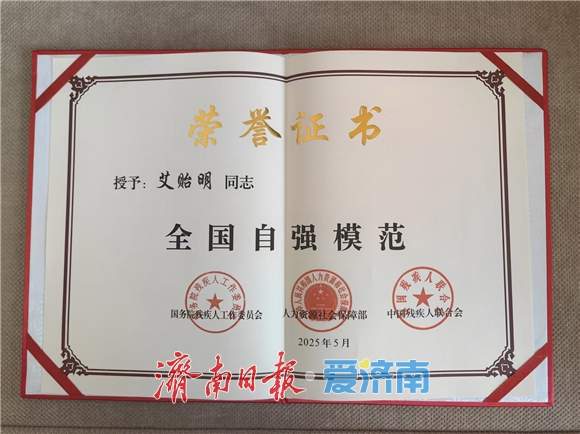 荣誉证书
授予：艾贻明 同志
全国自强模范
国务院残疾人工作委员会 人力资源社会保障部 中国残疾人联合会
2025年5月
濟南日報 爱济南